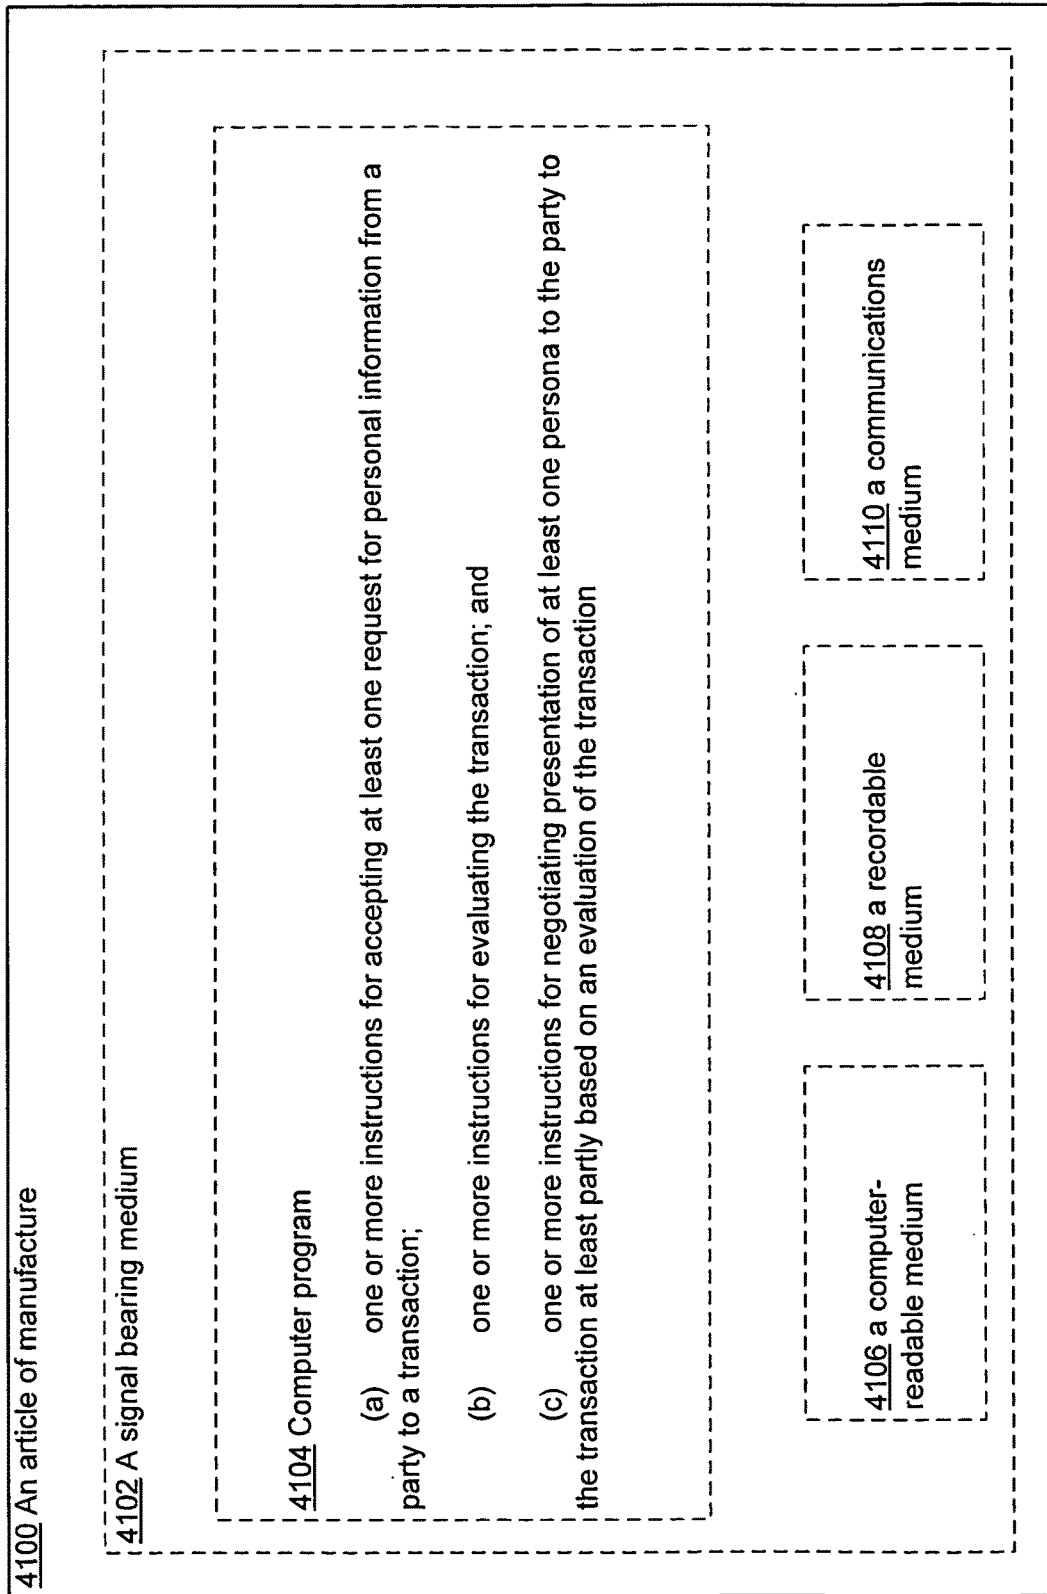 4100 An article of manufacture
4102 A signal bearing medium
4104 Computer program
(a) one or more instructions for accepting at least one request for personal information from a
party to a transaction;
(b) one or more instructions for evaluating the transaction; and
(c) one or more instructions for negotiating presentation of at least one persona to the party to
the transaction at least partly based on an evaluation of the transaction
4106 a computer-
readable medium
4108 a recordable
medium
4110 a communications
medium